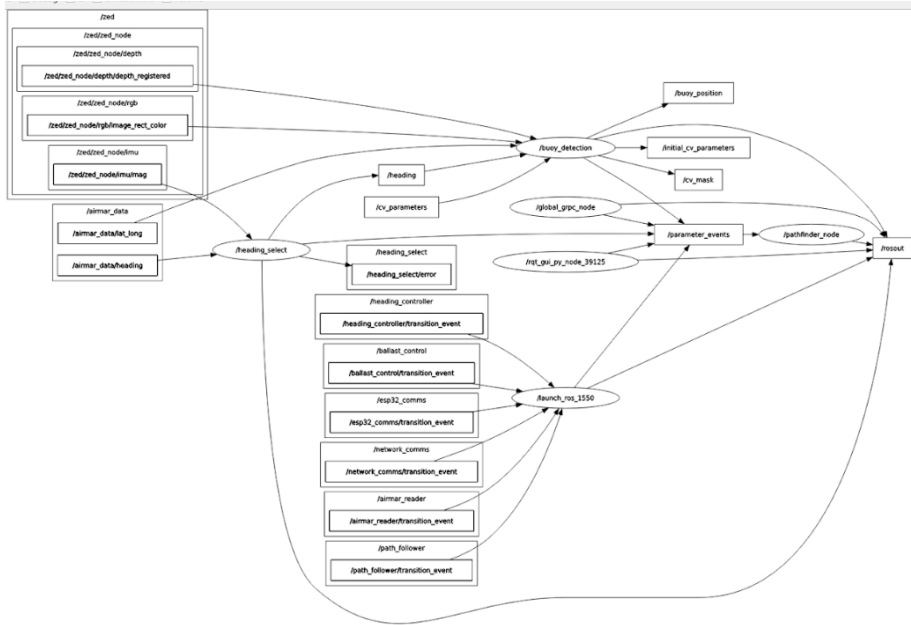 /zed
/zed/zed_node
/zed/zed_node/depth
/zed/zed_node/depth/depth_registered
/zed/zed_node/rgb
/zed/zed_node/rgb/image_rect_color
/zed/zed_node/imu
/zed/zed_node/imu/mag
/airmar_data
/airmar_data/lat_long
/airmar_data/heading
/heading_select
/heading
/cv_parameters
/heading_select
/heading_select/error
/heading_controller
/heading_controller/transition_event
/ballast_control
/ballast_control/transition_event
/esp32_comms
/esp32_comms/transition_event
/network_comms
/network_comms/transition_event
/airmar_reader
/airmar_reader/transition_event
/path_follower
/path_follower/transition_event
/buoy_detection
/global_grpc_node
/rqt_gui_py_node_39125
/launch_ros_1550
/buoy_position
/initial_cv_parameters
/cv_mask
/parameter_events
/pathfinder_node
/rosout